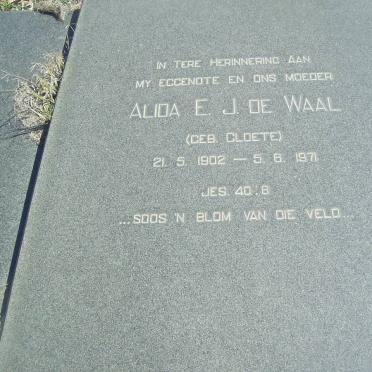 IN TERE HERINNERING AAN
MY EGGENOTE EN ONS MOEDER
ALIDA E. J. DE WAAL
(GEB. CLOETE)
21. 5. 1902 — 5. 6. 1971
JES. 40: 8
...SOOS 'N BLOM VAN DIE VELD...